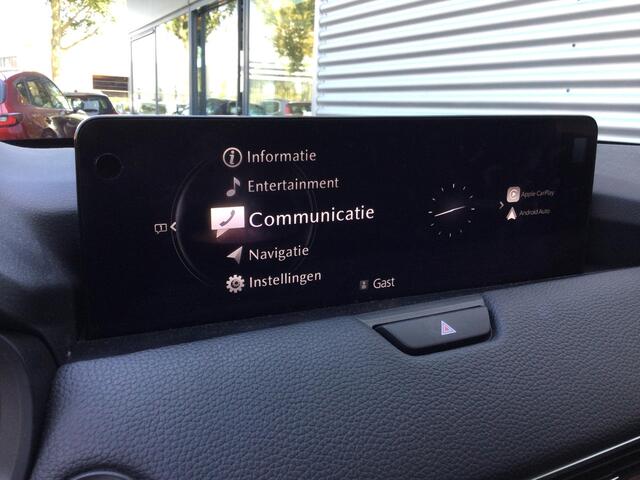 Informatie
Entertainment
Communicatie
Navigatie
Instellingen
Gast
Apple CarPlay
Android Auto